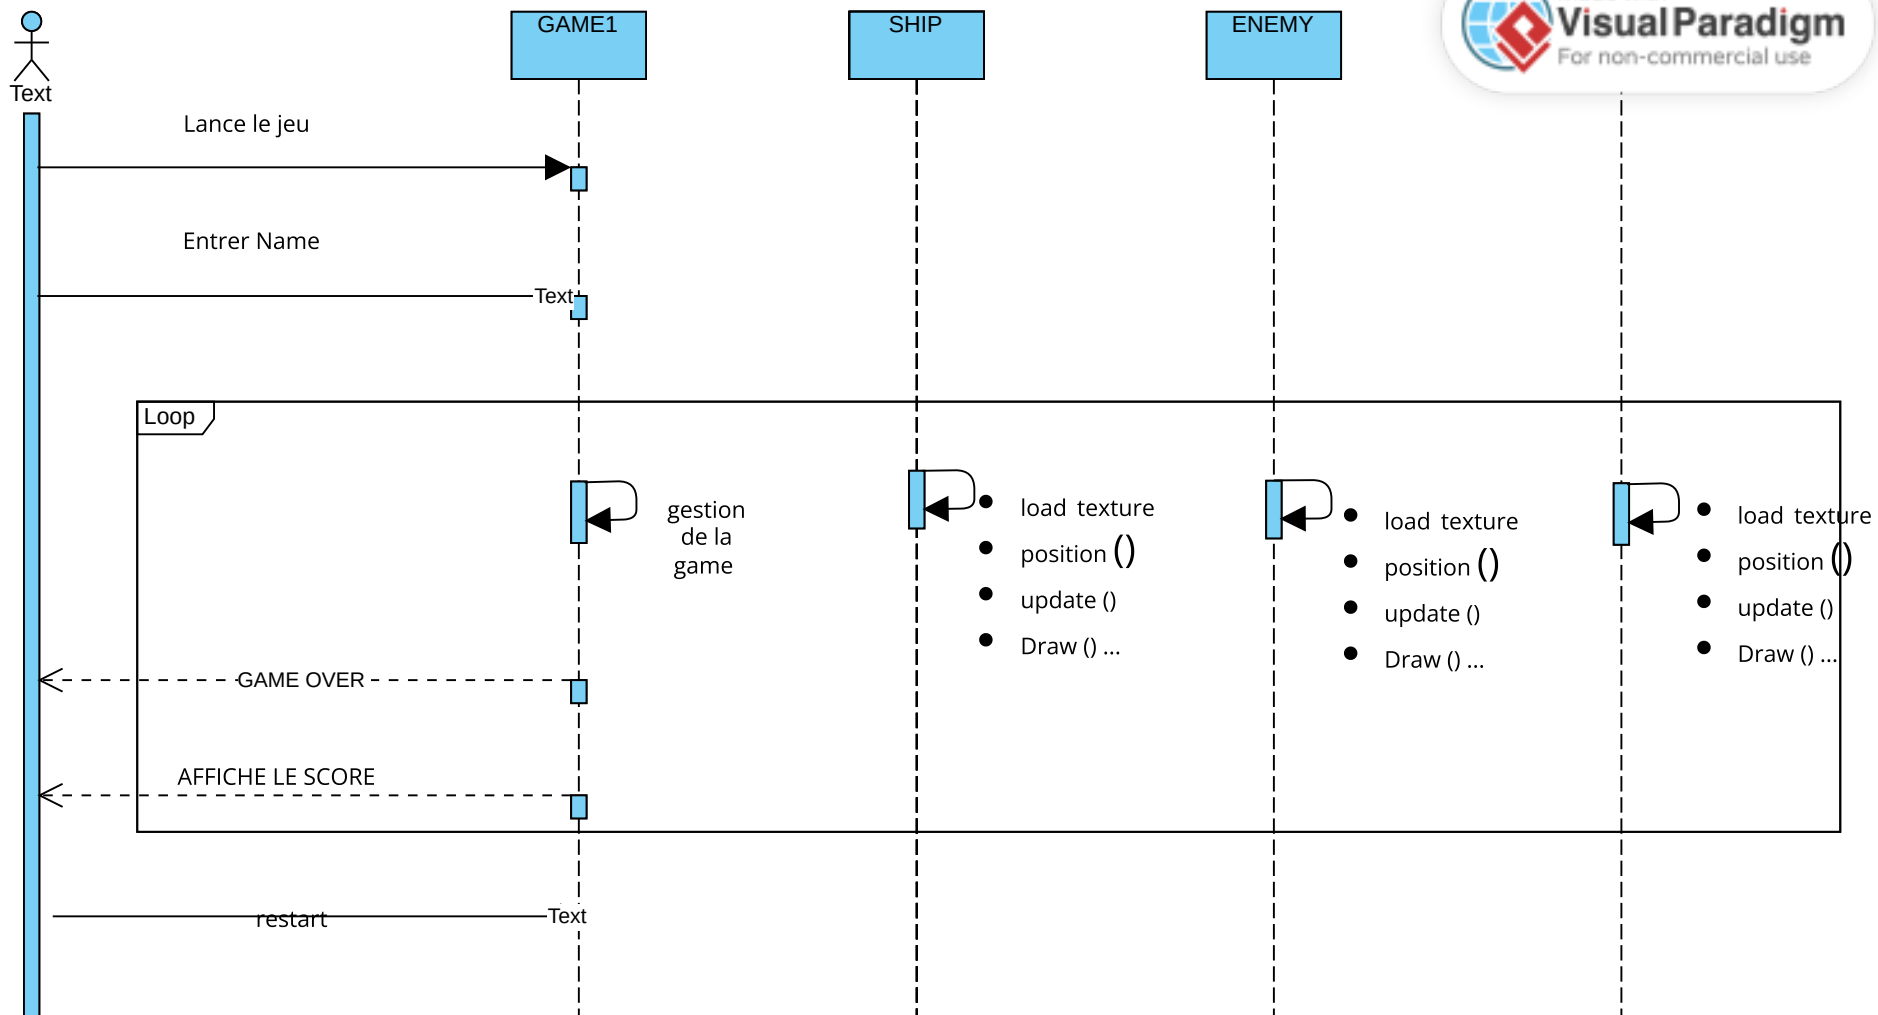 GAME1
SHIP
ENEMY
Visual Paradigm
For non-commercial use
Text
Lance le jeu
Entrer Name
Text
Loop
gestion
de la
game
load texture
position ()
update ()
Draw () ...
load texture
position ()
update ()
Draw () ...
load texture
position ()
update ()
Draw () ...
GAME OVER
AFFICHE LE SCORE
restart
Text